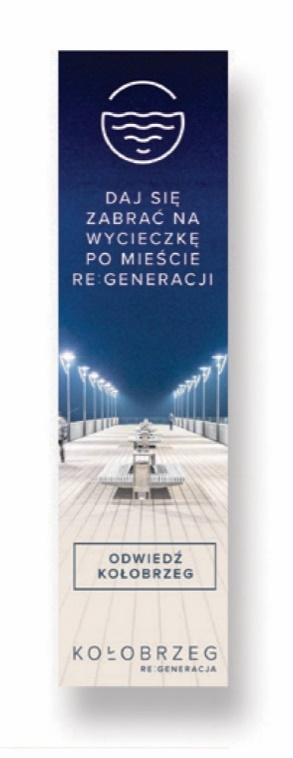 DAJ SIĘ
ZABRAĆ NA
WYCIECZKĘ
PO MIEŚCIE
RE:GENERACJI
ODWIEDŹ
KOŁOBRZEG
KOŁOBRZEG
RE:GENERACJA